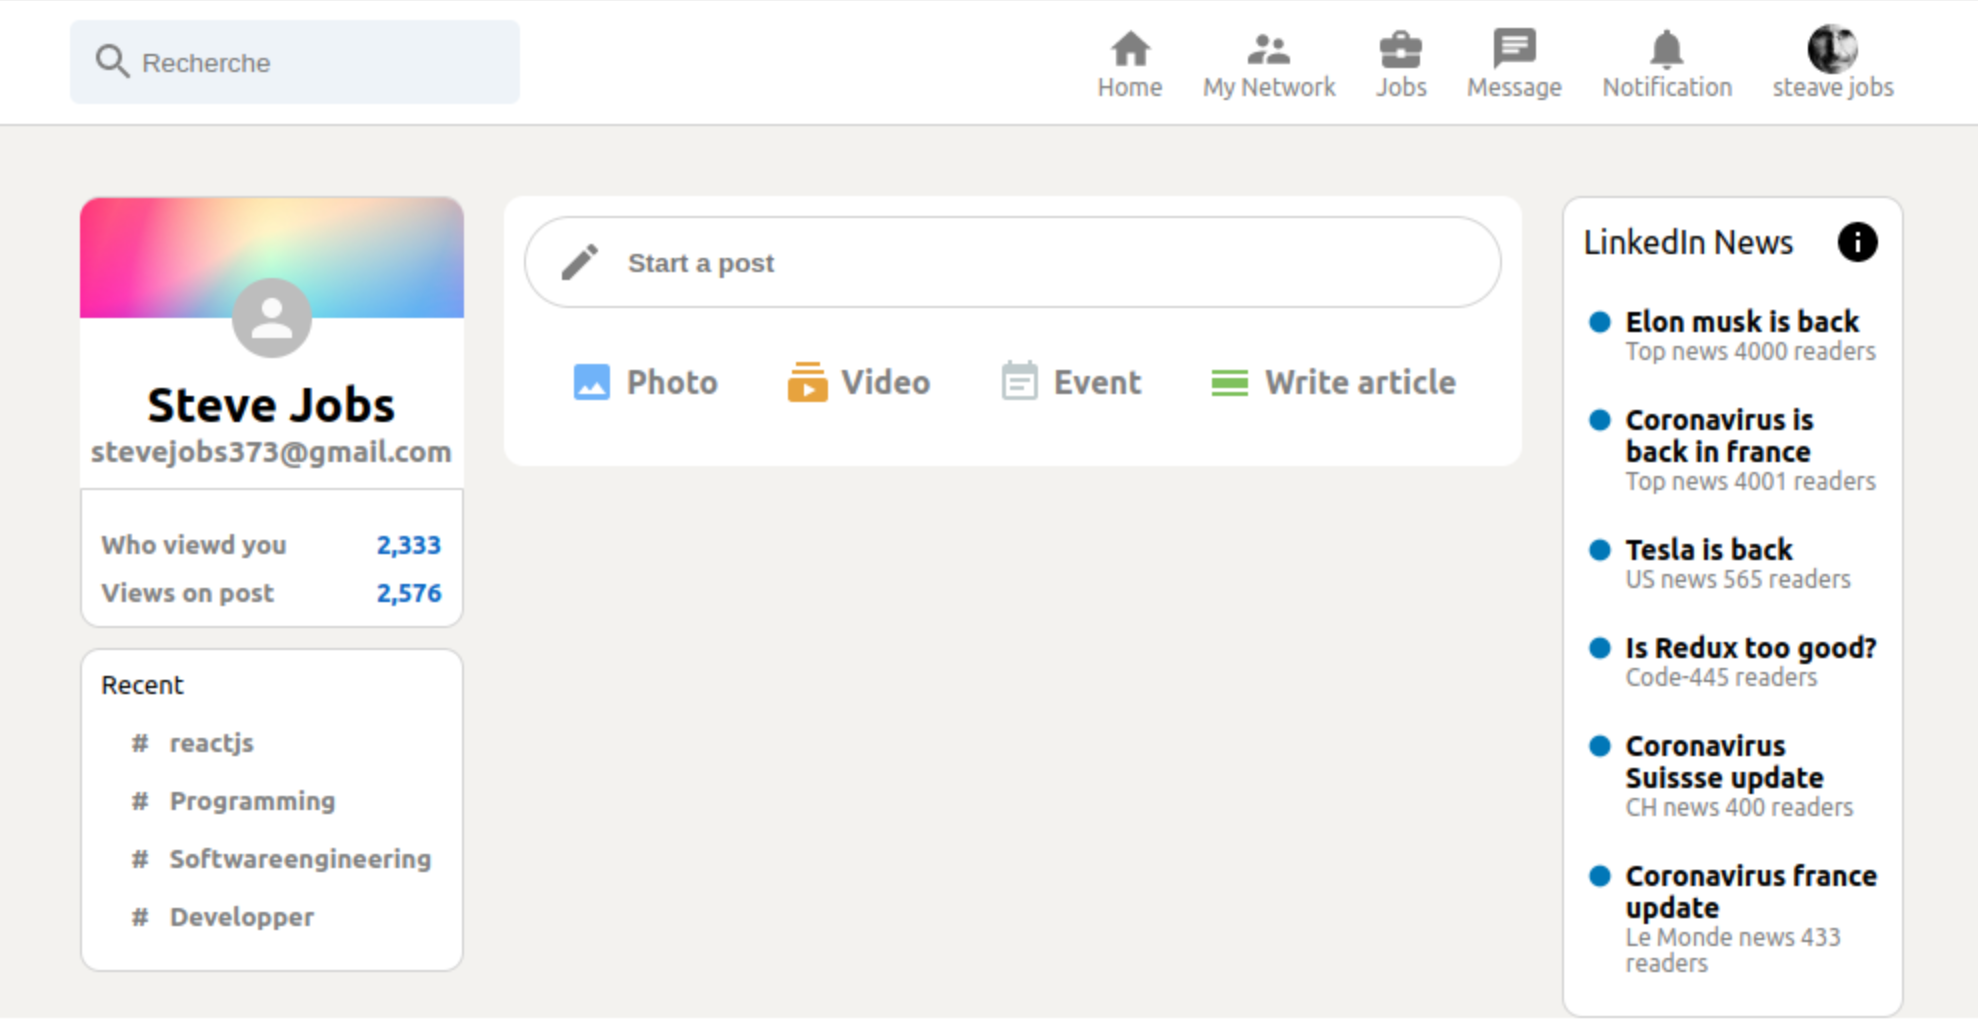 Recherche
Home
My Network
Jobs
Message
Notification
steave jobs
Steve Jobs
stevejobs373@gmail.com
Who viewd you 2,333
Views on post 2,576
Recent
# reactjs
# Programming
# Softwareengineering
# Developper
Start a post
Photo
Video
Event
Write article
LinkedIn News
Elon musk is back
Top news 4000 readers
Coronavirus is
back in france
Top news 4001 readers
Tesla is back
US news 565 readers
Is Redux too good?
Code-445 readers
Coronavirus
Suissse update
CH news 400 readers
Coronavirus france
update
Le Monde news 433
readers